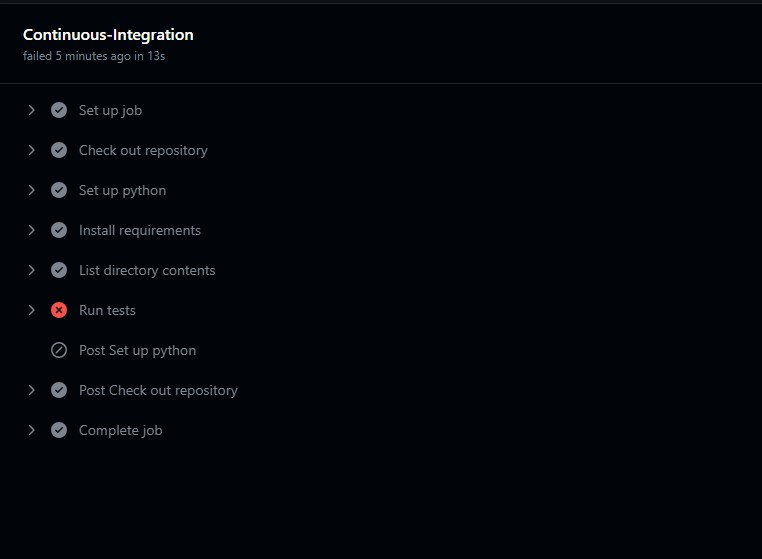 Continuous-Integration
failed 5 minutes ago in 13s
Set up job
Check out repository
Set up python
Install requirements
List directory contents
Run tests
Post Set up python
Post Check out repository
Complete job